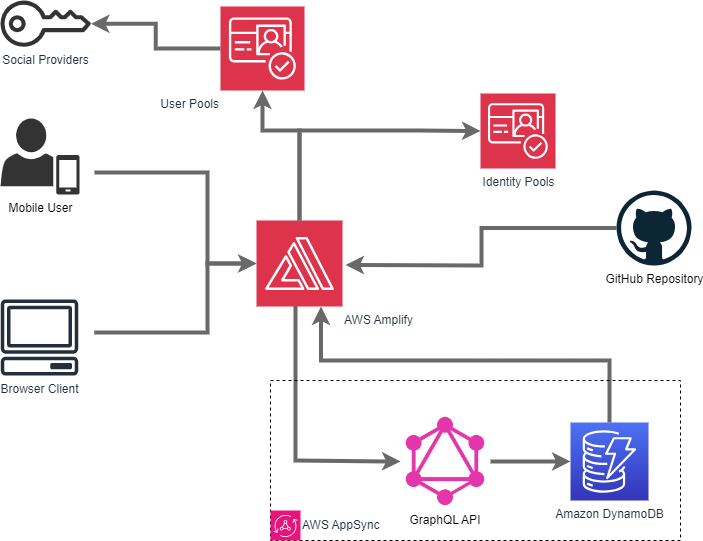 Social Providers
User Pools
Identity Pools
Mobile User
GitHub Repository
AWS Amplify
Browser Client
GraphQL API
Amazon DynamoDB
AWS AppSync